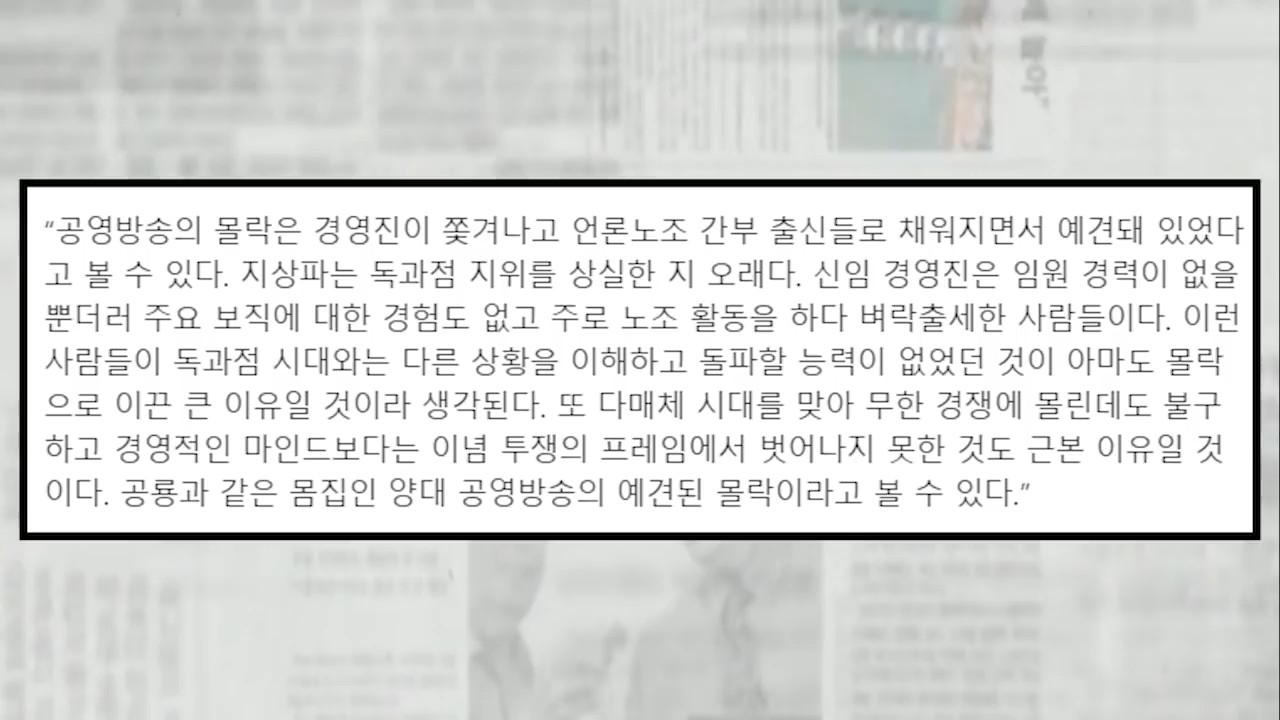 “공영방송의 몰락은 경영진이 쫓겨나고 언론노조 간부 출신들로 채워지면서 예견돼 있었다
고 볼 수 있다. 지상파는 독과점 지위를 상실한 지 오래다. 신임 경영진은 임원 경력이 없을
뿐더러 주요 보직에 대한 경험도 없고 주로 노조 활동을 하다 벼락출세한 사람들이다. 이런
사람들이 독과점 시대와는 다른 상황을 이해하고 돌파할 능력이 없었던 것이 아마도 몰락
으로 이끈 큰 이유일 것이라 생각된다. 또 다매체 시대를 맞아 무한 경쟁에 몰린데도 불구
하고 경영적인 마인드보다는 이념 투쟁의 프레임에서 벗어나지 못한 것도 근본 이유일 것
이다. 공룡과 같은 몸집인 양대 공영방송의 예견된 몰락이라고 볼 수 있다.”